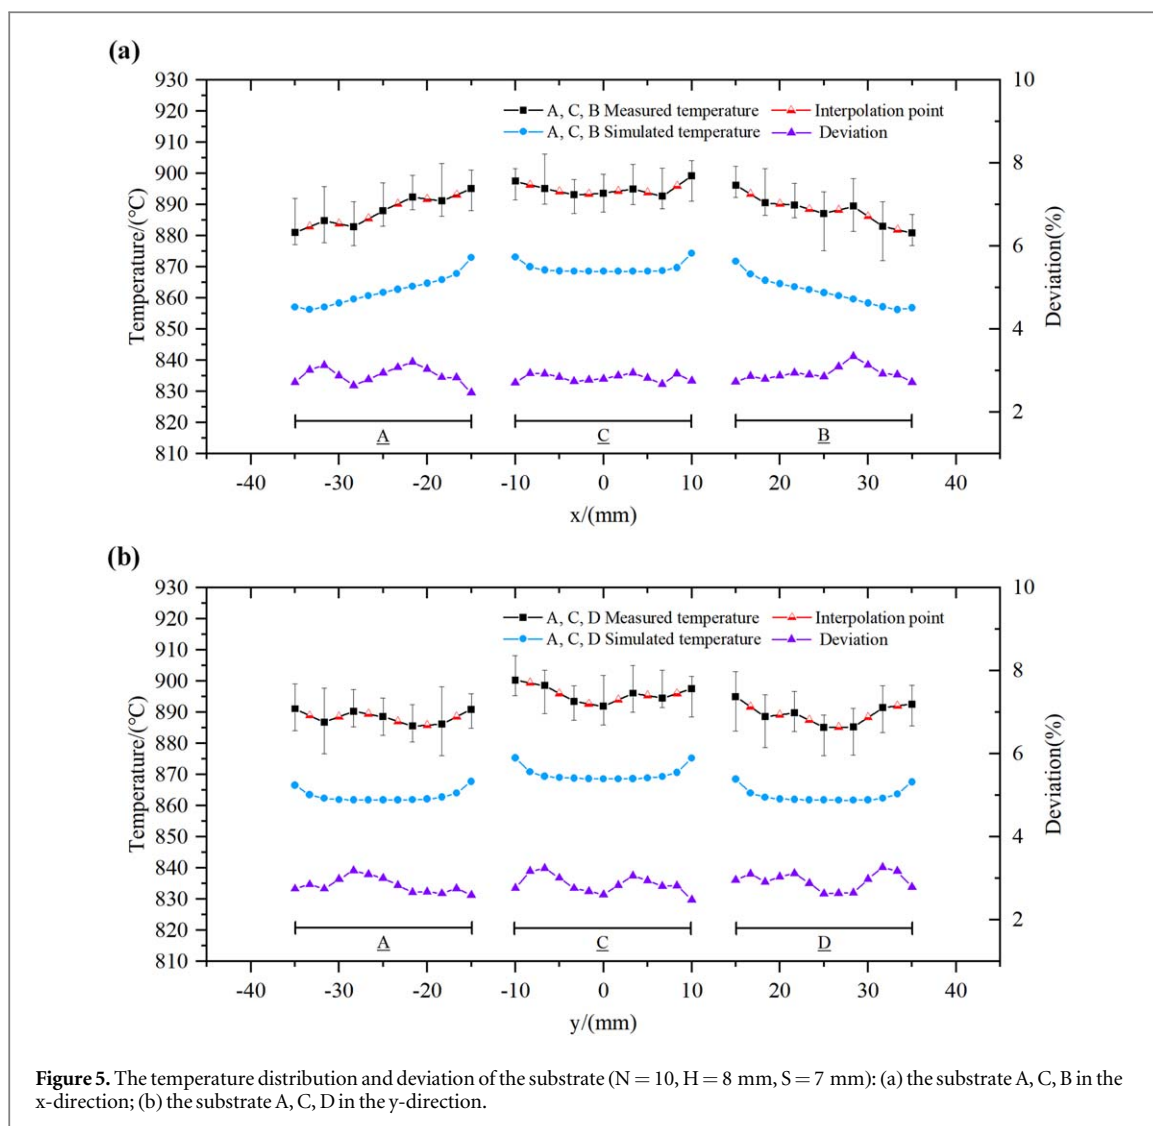 (a)
930
920
910
900
890
880
870
860
850
840
830
820
810
Temperature/(°C)
10
8
6
4
2
Deviation(%)
A, C, B Measured temperature
Interpolation point
A, C, B Simulated temperature
Deviation
A
C
B
-40
-30
-20
-10
0
10
20
30
40
x/(mm)
(b)
930
920
910
900
890
880
870
860
850
840
830
820
810
Temperature/(°C)
10
8
6
4
2
Deviation(%)
A, C, D Measured temperature
Interpolation point
A, C, D Simulated temperature
Deviation
A
C
D
-40
-30
-20
-10
0
10
20
30
40
y/(mm)
Figure 5. The temperature distribution and deviation of the substrate (N = 10, H = 8 mm, S = 7 mm): (a) the substrate A, C, B in the
x-direction; (b) the substrate A, C, D in the y-direction.